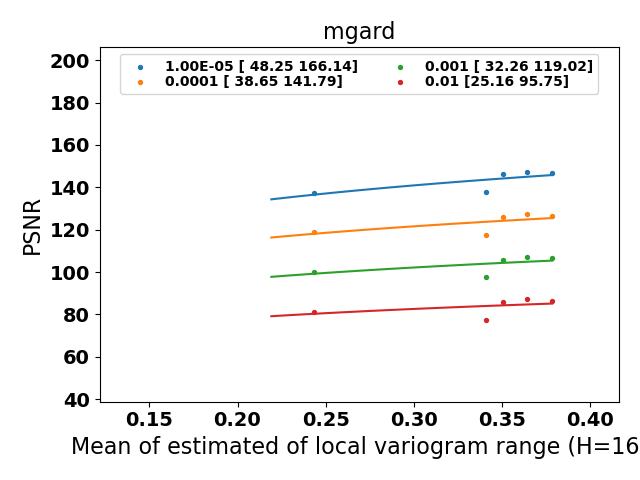 mgard
1.00E-05 [ 48.25 166.14]
0.0001 [ 38.65 141.79]
0.001 [ 32.26 119.02]
0.01 [25.16 95.75]
PSNR
200
180
160
140
120
100
80
60
40
0.15 0.20 0.25 0.30 0.35 0.40
Mean of estimated of local variogram range (H=16